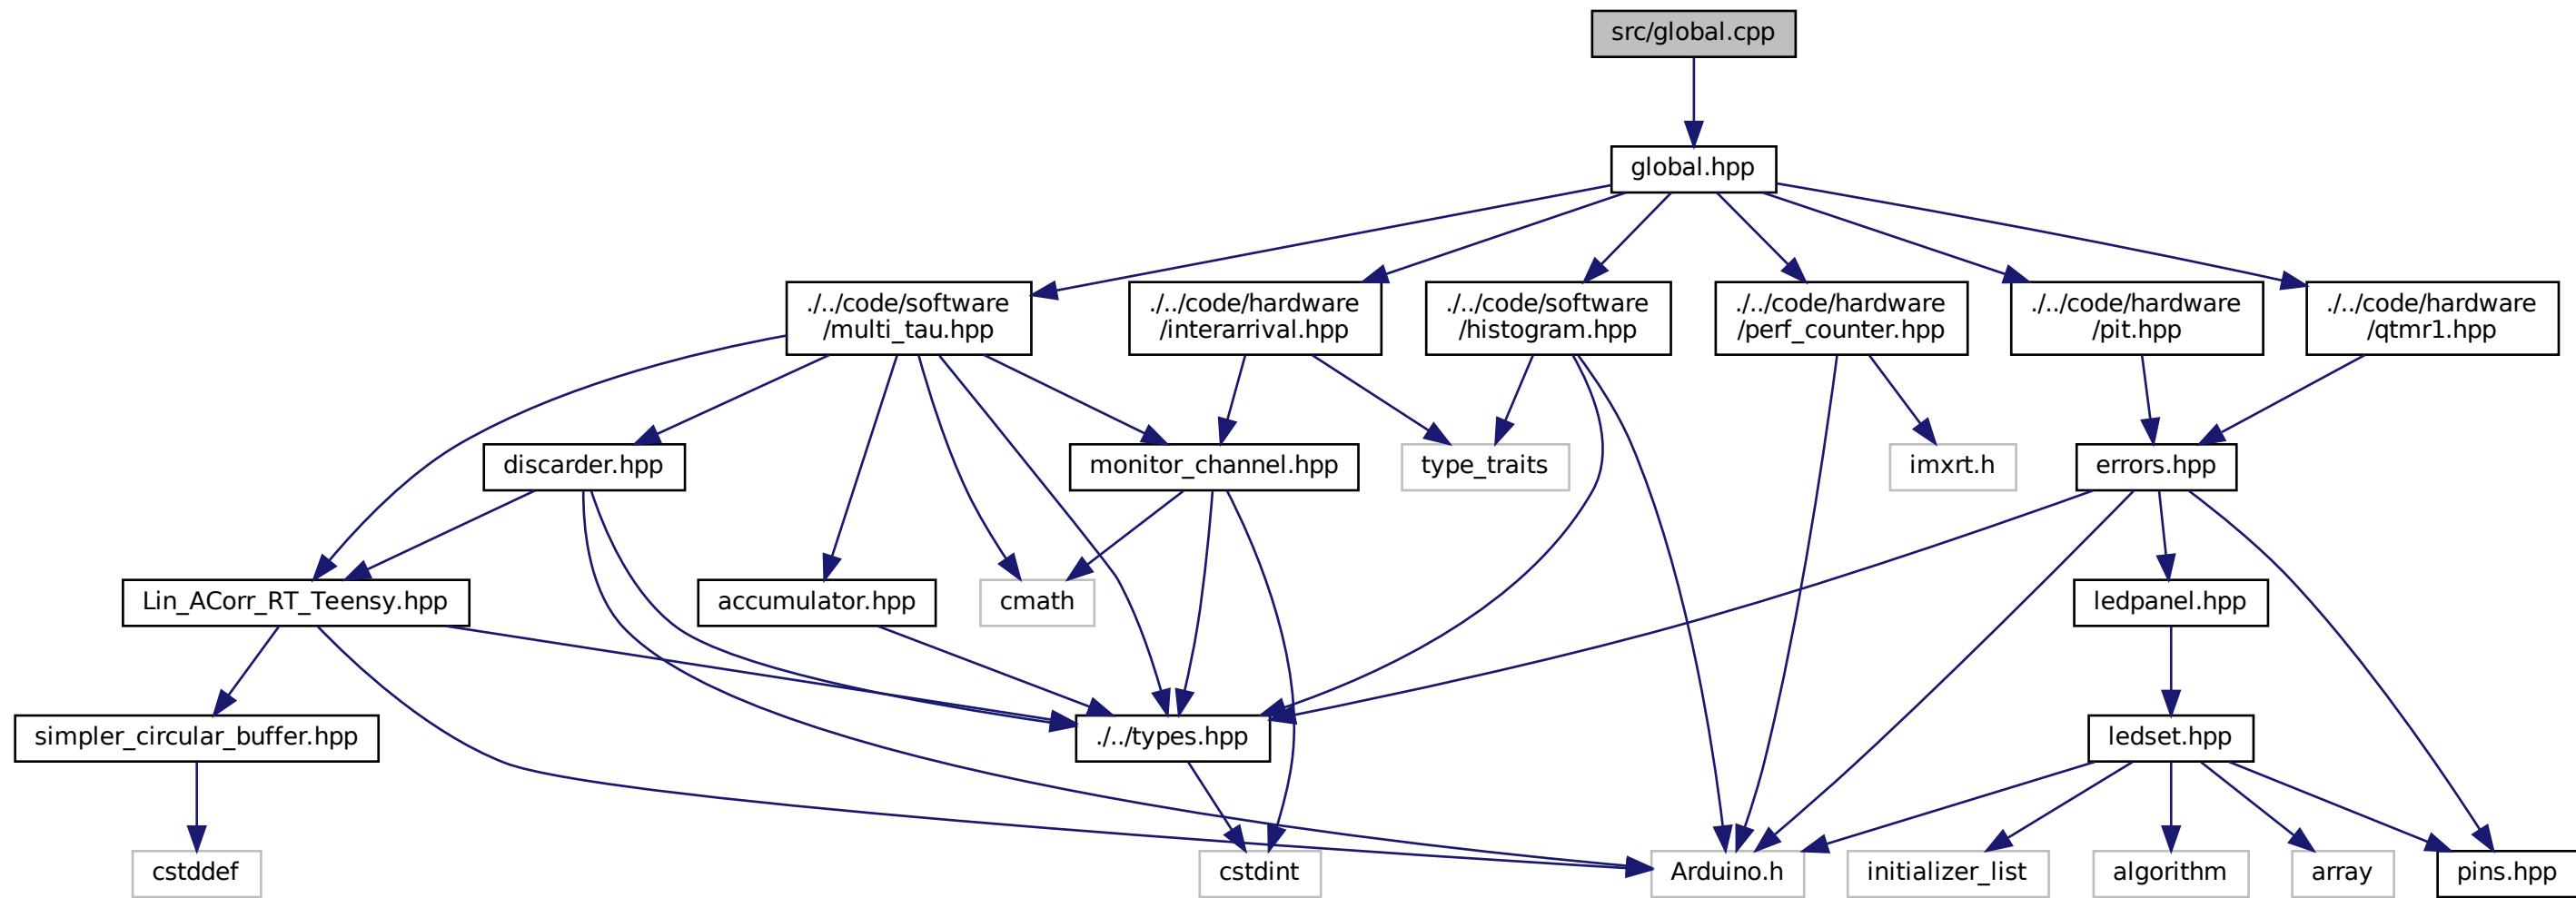 src/global.cpp
global.hpp
./../code/software
/multi_tau.hpp
./../code/hardware
/interarrival.hpp
./../code/software
/histogram.hpp
./../code/hardware
/perf_counter.hpp
./../code/hardware
/pit.hpp
./../code/hardware
/qtmr1.hpp
discarder.hpp
monitor_channel.hpp
type_traits
imxrt.h
errors.hpp
Lin_ACorr_RT_Teensy.hpp
accumulator.hpp
cmath
ledpanel.hpp
simpler_circular_buffer.hpp
./../types.hpp
ledset.hpp
cstddef
cstdint
Arduino.h
initializer_list
algorithm
array
pins.hpp